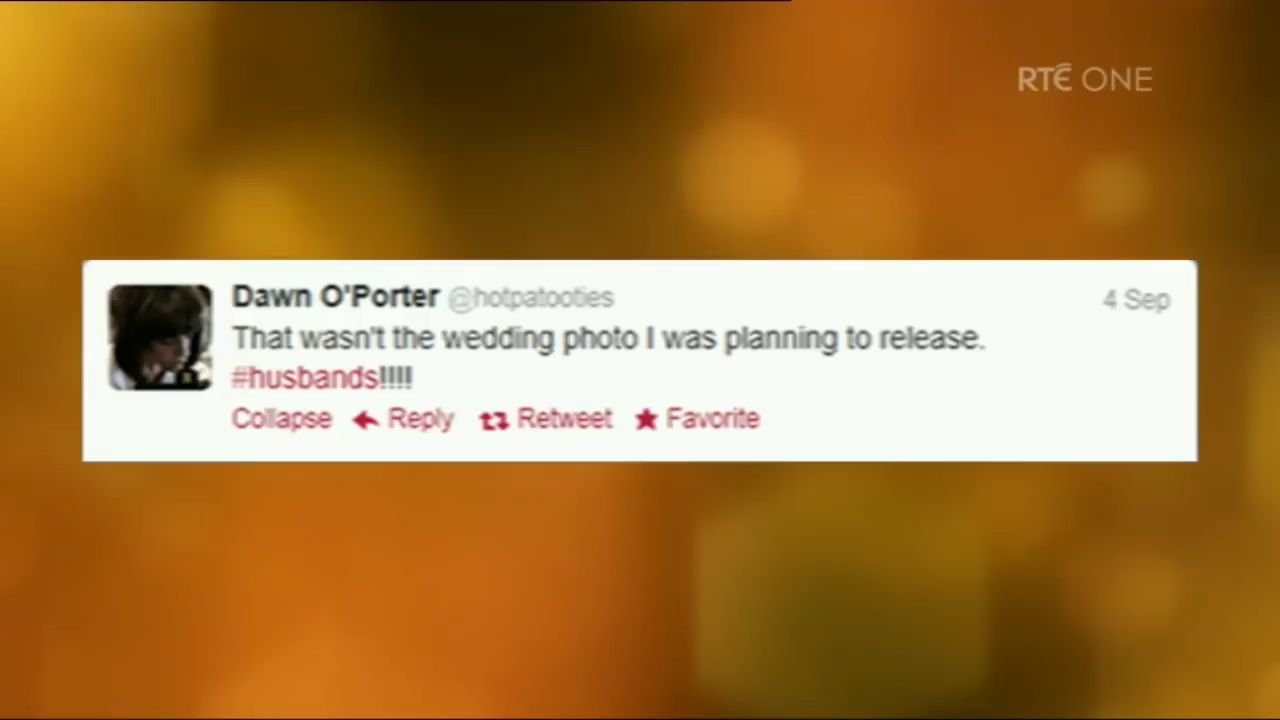 RTÉ ONE
Dawn O'Porter @hotpatooties 4 Sep
That wasn't the wedding photo I was planning to release.
#husbands!!!!
Collapse Reply Retweet Favorite